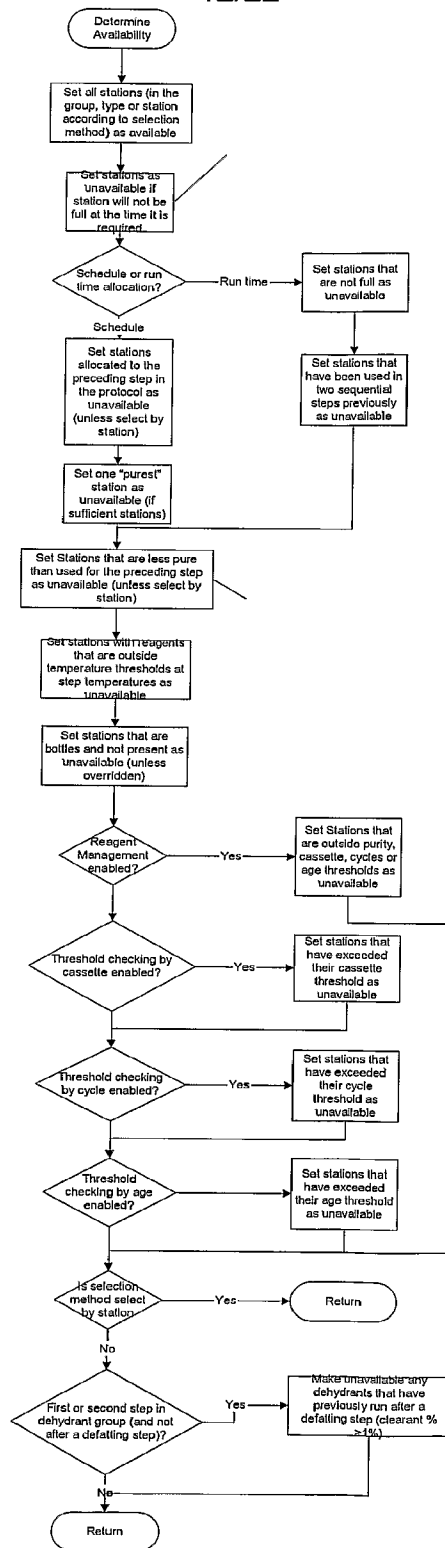 Determine
Availability
Set all stations (in the
group, type or station
according to selection
method) as available
Set stations as
unavailable if
station will not be
full at the time it is
required.
Schedule or run
time allocation?
Run time
Set stations that
are not full as
unavailable
Schedule
Set stations
allocated to the
preceding step in
the protocol as
unavailable
(unless select by
station)
Set stations that
have been used in
two sequential
steps previously
as unavailable
Set one "purest"
station as
unavailable (if
sufficient stations)
Set Stations that are less pure
than used for the preceding step
as unavailable (unless select by
station)
Set stations with reagents
that are outside
temperature thresholds at
step temperatures as
unavailable
Set stations that are
bottles and not present as
unavailable (unless
overridden)
Reagent
Management
enabled?
Yes
Set Stations that
are outside purity,
cassette, cycles or
age thresholds as
unavailable
Threshold checking by
cassette enabled?
Yes
Set stations that
have exceeded
their cassette
threshold as
unavailable
Threshold checking
by cycle enabled?
Yes
Set stations that
have exceeded
their cycle
threshold as
unavailable
Threshold
checking by age
enabled?
Set stations that
have exceeded
their age threshold
as unavailable
Is selection
method select
by station
Yes
Return
No
First or second step in
dehydrant group (and not
after a defatting step)?
Yes
Make unavailable any
dehydrants that have
previously run after a
defatting step (clearant %
>1%)
No
Return